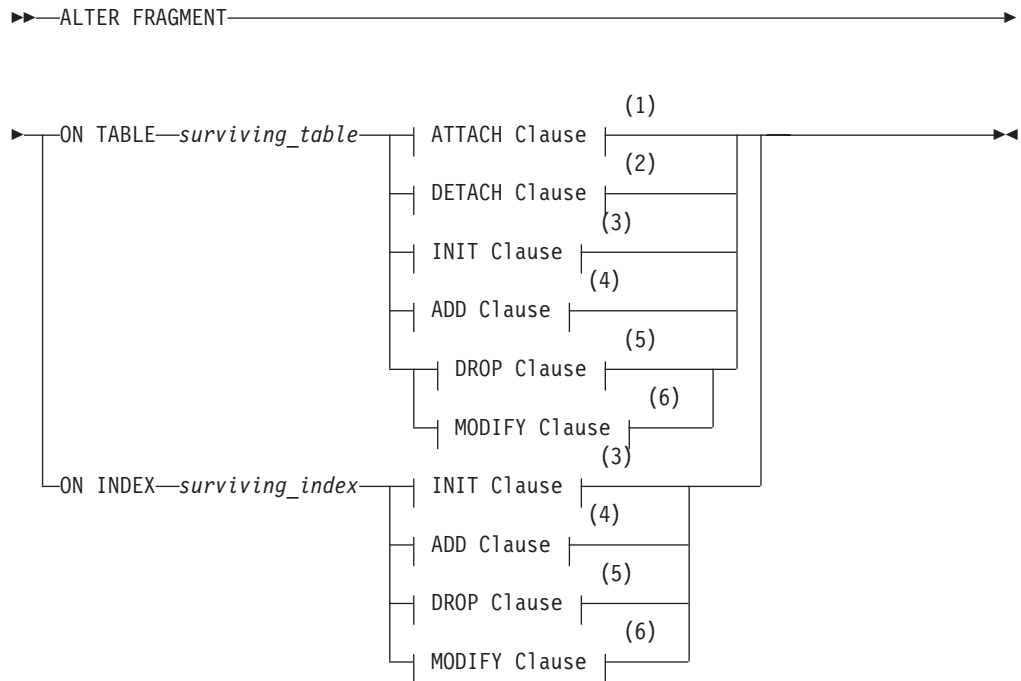 ALTER FRAGMENT
(1)
ON TABLE surviving_table ATTACH Clause
(2)
DETACH Clause
(3)
INIT Clause
(4)
ADD Clause
(5)
DROP Clause
(6)
MODIFY Clause
(3)
ON INDEX surviving_index INIT Clause
(4)
ADD Clause
(5)
DROP Clause
(6)
MODIFY Clause